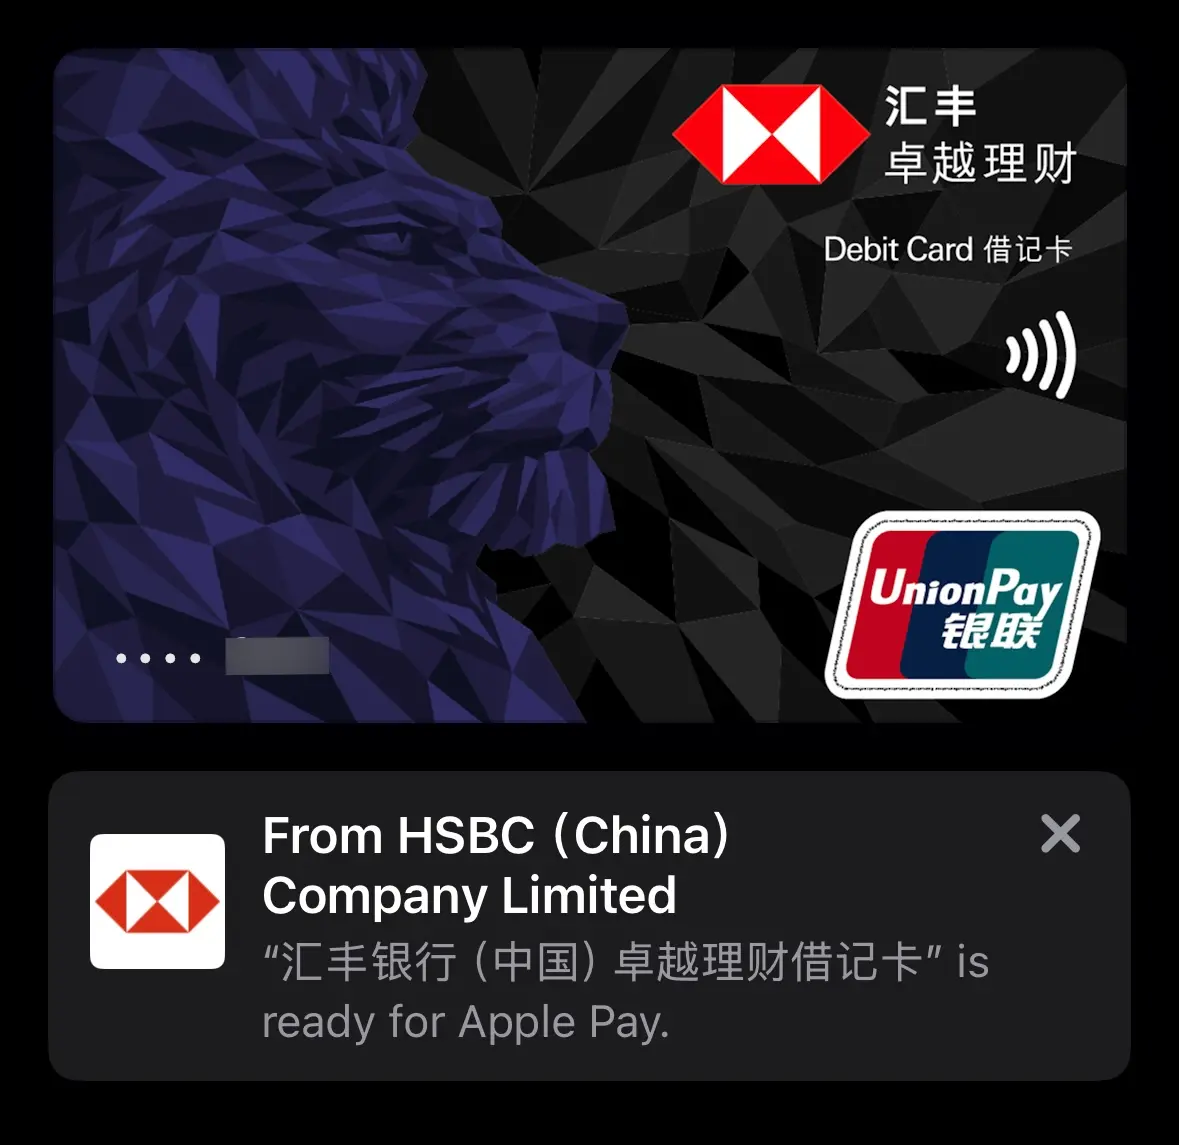 汇丰
卓越理财
Debit Card 借记卡
UnionPay
银联
••••
From HSBC (China)
Company Limited
“汇丰银行 (中国) 卓越理财借记卡” is
ready for Apple Pay.